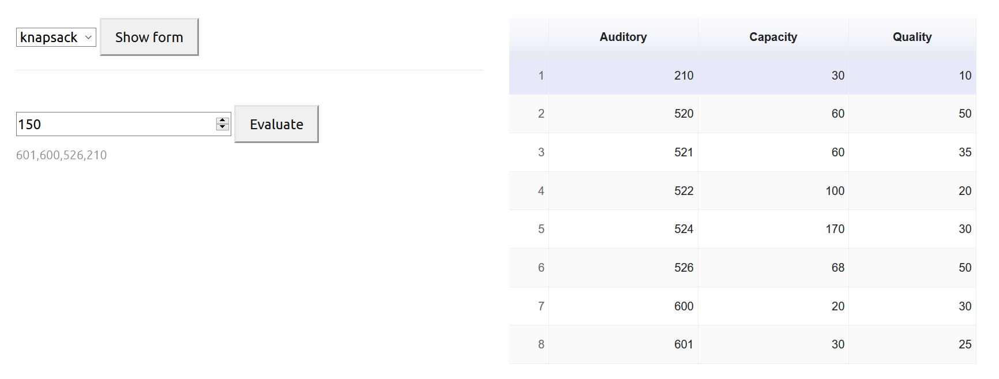 knapsack Show form
150 Evaluate
601,600,526,210
Auditory Capacity Quality
1 210 30 10
2 520 60 50
3 521 60 35
4 522 100 20
5 524 170 30
6 526 68 50
7 600 20 30
8 601 30 25